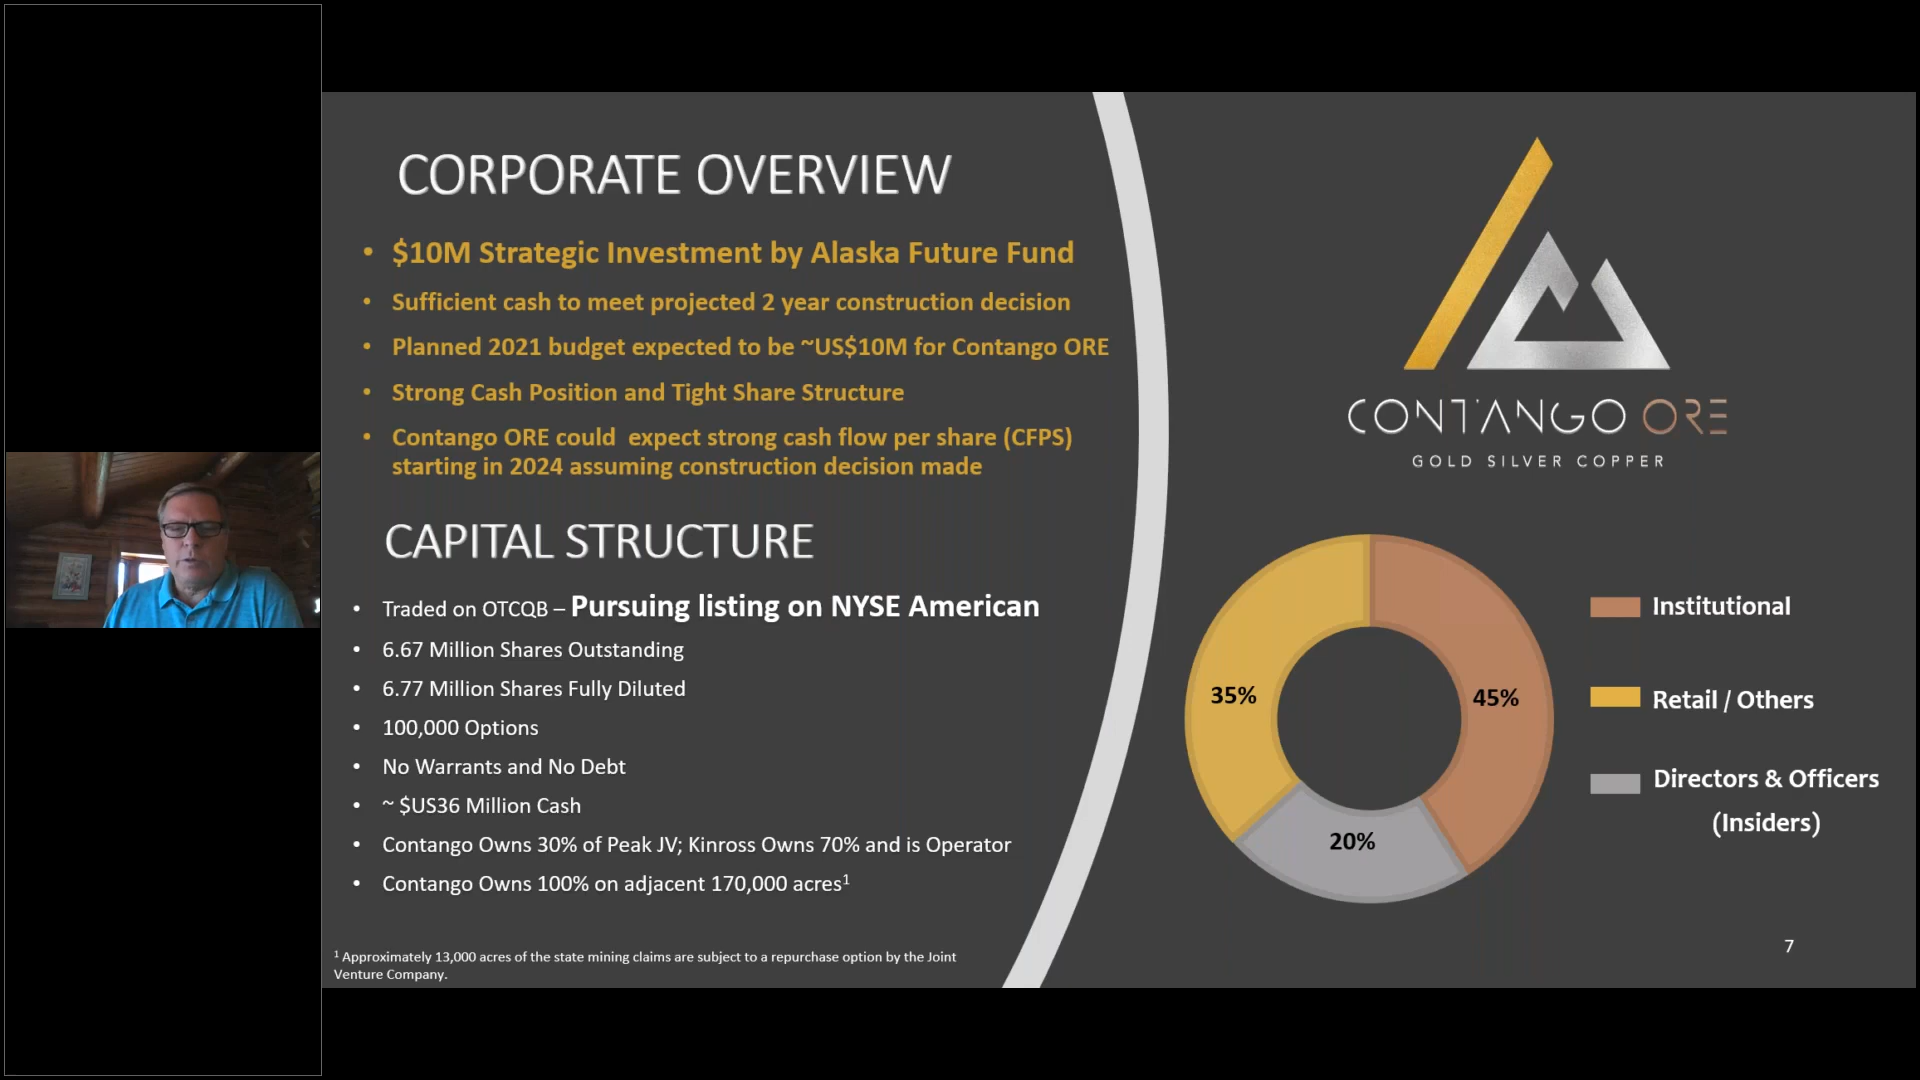 CORPORATE OVERVIEW
• $10M Strategic Investment by Alaska Future Fund
• Sufficient cash to meet projected 2 year construction decision
• Planned 2021 budget expected to be ~US$10M for Contango ORE
• Strong Cash Position and Tight Share Structure
• Contango ORE could  expect strong cash flow per share (CFPS)
starting in 2024 assuming construction decision made
CAPITAL STRUCTURE
• Traded on OTCQB – Pursuing listing on NYSE American
• 6.67 Million Shares Outstanding
• 6.77 Million Shares Fully Diluted
• 100,000 Options
• No Warrants and No Debt
• ~ $US36 Million Cash
• Contango Owns 30% of Peak JV; Kinross Owns 70% and is Operator
• Contango Owns 100% on adjacent 170,000 acres¹
¹ Approximately 13,000 acres of the state mining claims are subject to a repurchase option by the Joint
Venture Company.
CONTANGO ORE
GOLD SILVER COPPER
35%
45%
20%
Institutional
Retail / Others
Directors & Officers
(Insiders)
7